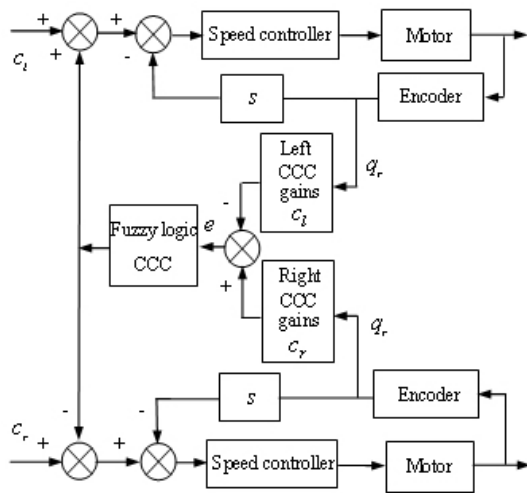 + + - Speed controller Motor
c_l +
s Encoder
Left
CCC
gains
c_l
q_r
-
Fuzzy logic
CCC
e
+
Right
CCC
gains
c_r
q_r
s Encoder
- -
c_r + + Speed controller Motor